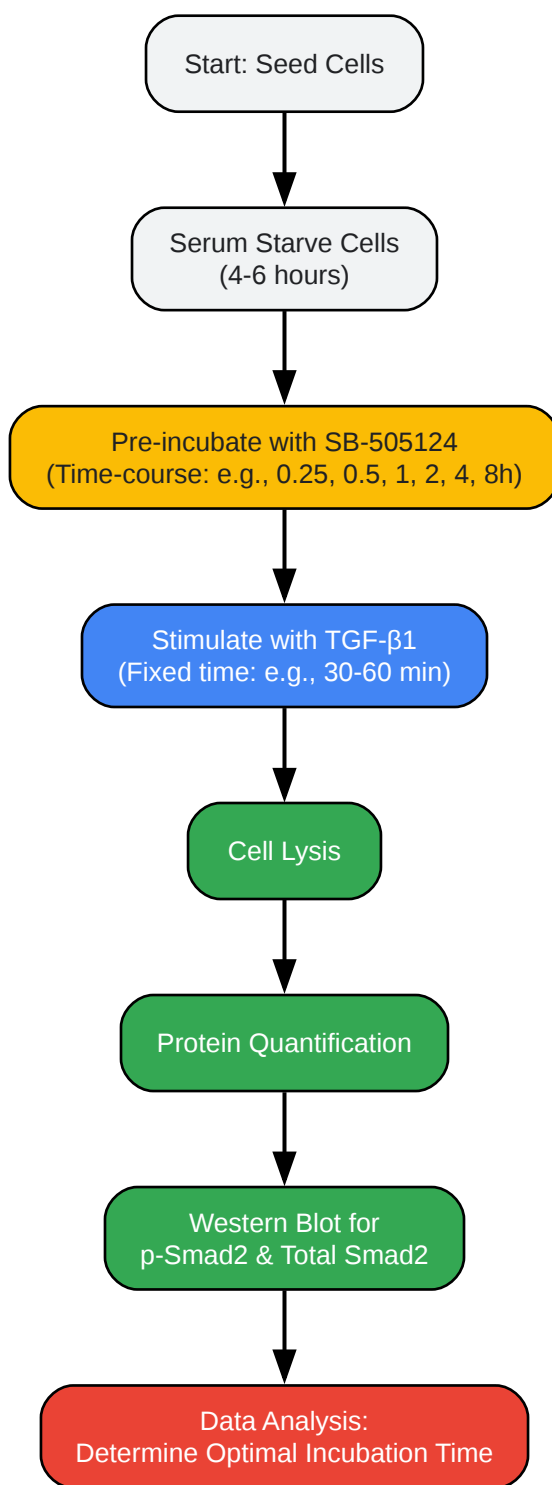 Start: Seed Cells
Serum Starve Cells
(4-6 hours)
Pre-incubate with SB-505124
(Time-course: e.g., 0.25, 0.5, 1, 2, 4, 8h)
Stimulate with TGF-β1
(Fixed time: e.g., 30-60 min)
Cell Lysis
Protein Quantification
Western Blot for
p-Smad2 & Total Smad2
Data Analysis:
Determine Optimal Incubation Time